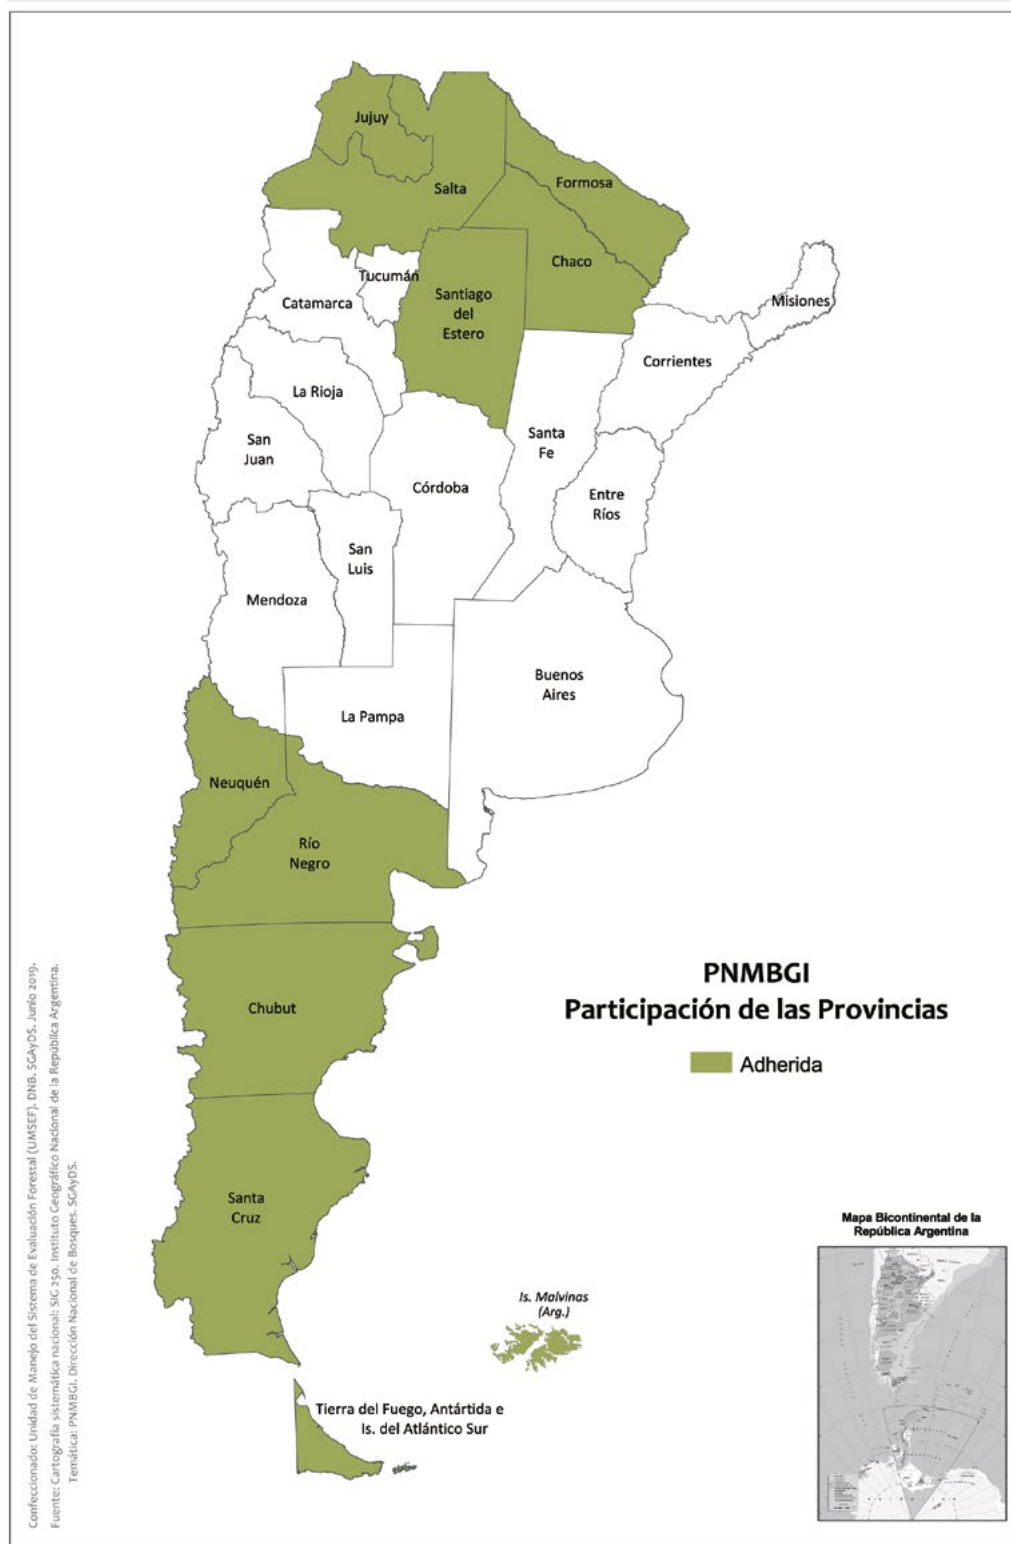 Jujuy
Salta
Formosa
Chaco
Santiago
del
Estero
Tucumán
Catamarca
Misiones
Corrientes
La Rioja
San
Juan
Santa
Fe
Córdoba
Entre
Ríos
San
Luis
Mendoza
Buenos
Aires
La Pampa
Neuquén
Río
Negro
Chubut
Santa
Cruz
Is. Malvinas
(Arg.)
Tierra del Fuego, Antártida e
Is. del Atlántico Sur
PNMBGI
Participación de las Provincias
Adherida
Mapa Bicontinental de la
República Argentina
Confeccionado: Unidad de Manejo del Sistema de Evaluación Forestal (UMSEF). DNB. SGAyDS. Junio 2019.
Fuente: Cartografía sistemática nacional: SIG 250. Instituto Geográfico Nacional de la República Argentina.
Temática: PNMBGI. Dirección Nacional de Bosques. SGAyDS.